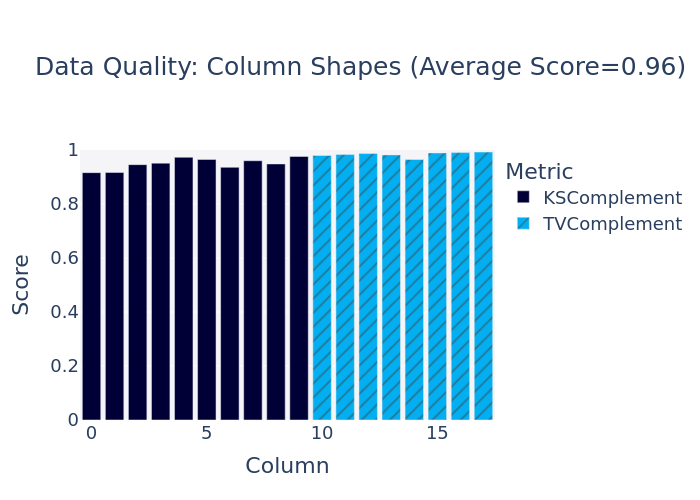 Data Quality: Column Shapes (Average Score=0.96)
1
0.8
0.6
0.4
0.2
0
Score
0 5 10 15
Column
Metric
KSComplement
TVComplement